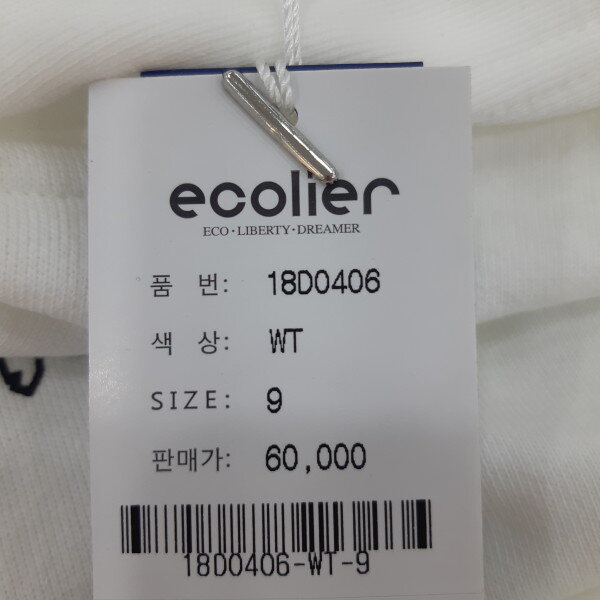 ecolier
ECO·LIBERTY·DREAMER
품 번: 18D0406
색 상: WT
SIZE: 9
판매가: 60,000
18D0406-WT-9